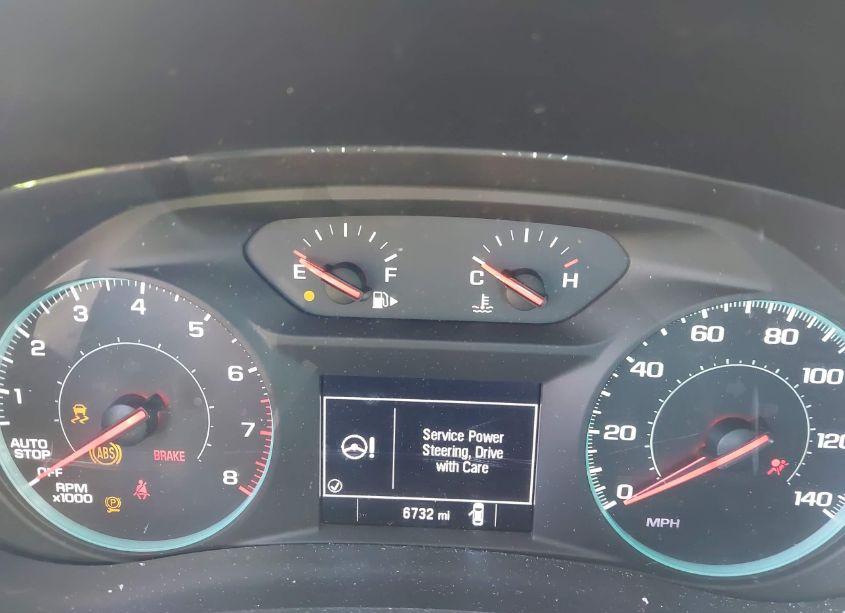 E
F
C
H
1
2
3
4
5
6
7
8
AUTO
STOP
OFF
RPM
x1000
ABS
BRAKE
P
Service Power
Steering, Drive
with Care
!
6732 mi
0
20
40
60
80
100
120
140
MPH